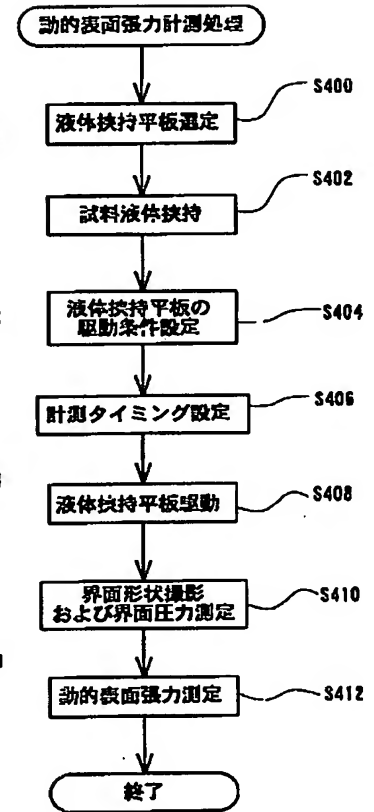 動的表面張力計測処理
S400
液体挟持平板選定
S402
試料液体挟持
液体挟持平板の
駆動条件設定
S404
計測タイミング設定
S406
液体挟持平板駆動
S408
界面形状撮影
および界面圧力測定
S410
動的表面張力測定
S412
終了